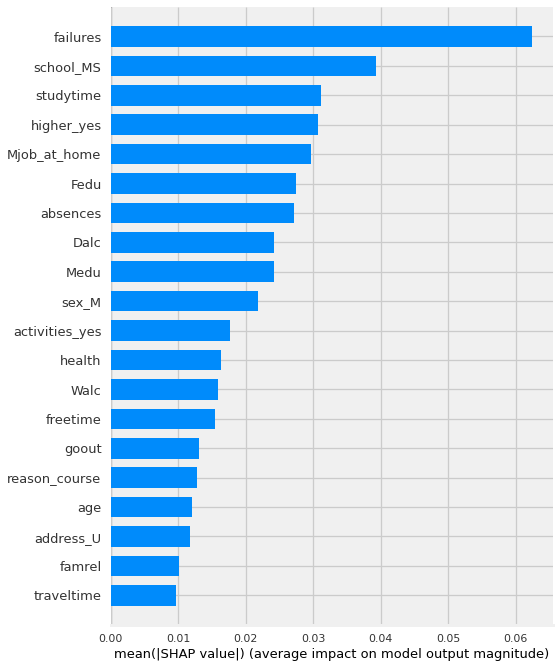 failures
school_MS
studytime
higher_yes
Mjob_at_home
Fedu
absences
Dalc
Medu
sex_M
activities_yes
health
Walc
freetime
goout
reason_course
age
address_U
famrel
traveltime
0.00 0.01 0.02 0.03 0.04 0.05 0.06
mean(|SHAP value|) (average impact on model output magnitude)